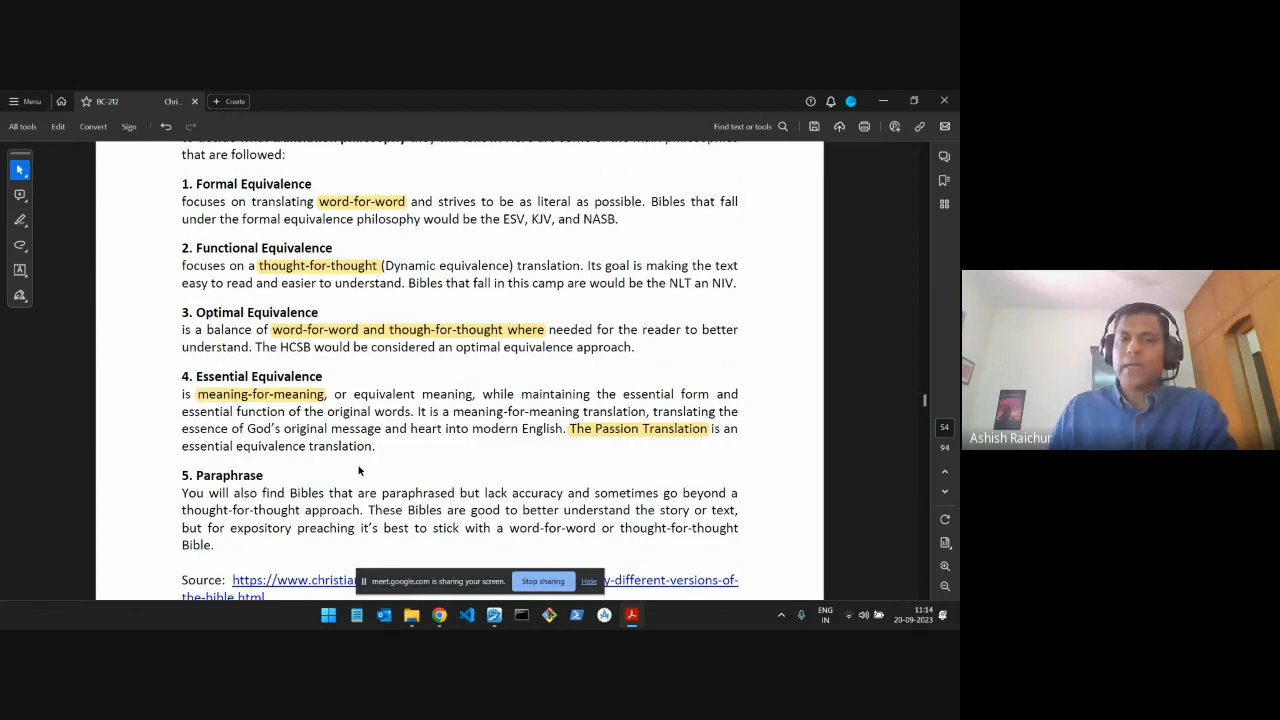 Menu
BC-212
Chri...
Create
All tools
Edit
Convert
Sign
Find text or tools
that are followed:
1. Formal Equivalence
focuses on translating word-for-word and strives to be as literal as possible. Bibles that fall
under the formal equivalence philosophy would be the ESV, KJV, and NASB.
2. Functional Equivalence
focuses on a thought-for-thought (Dynamic equivalence) translation. Its goal is making the text
easy to read and easier to understand. Bibles that fall in this camp are would be the NLT an NIV.
3. Optimal Equivalence
is a balance of word-for-word and though-for-thought where needed for the reader to better
understand. The HCSB would be considered an optimal equivalence approach.
4. Essential Equivalence
is meaning-for-meaning, or equivalent meaning, while maintaining the essential form and
essential function of the original words. It is a meaning-for-meaning translation, translating the
essence of God's original message and heart into modern English. The Passion Translation is an
essential equivalence translation.
5. Paraphrase
You will also find Bibles that are paraphrased but lack accuracy and sometimes go beyond a
thought-for-thought approach. These Bibles are good to better understand the story or text,
but for expository preaching it's best to stick with a word-for-word or thought-for-thought
Bible.
Source: https://www.christian y-different-versions-of-
the-bible.html
meet.google.com is sharing your screen.
Stop sharing
Hide
54
94
ENG
IN
11:14
20-09-2023
Ashish Raichur